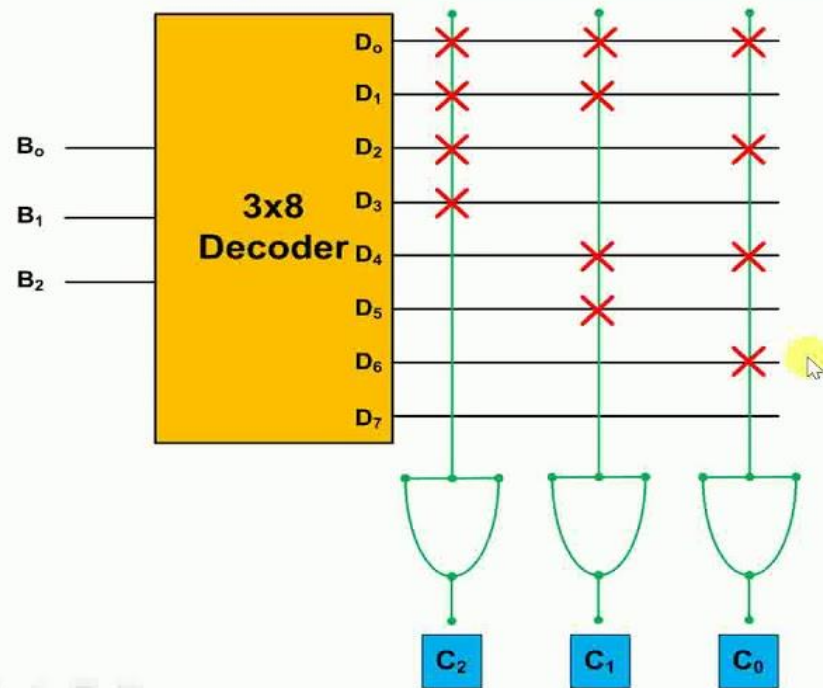 D₀
D₁
B₀
D₂
B₁
3x8
D₃
Decoder
D₄
B₂
D₅
D₆
D₇
C₂
C₁
C₀